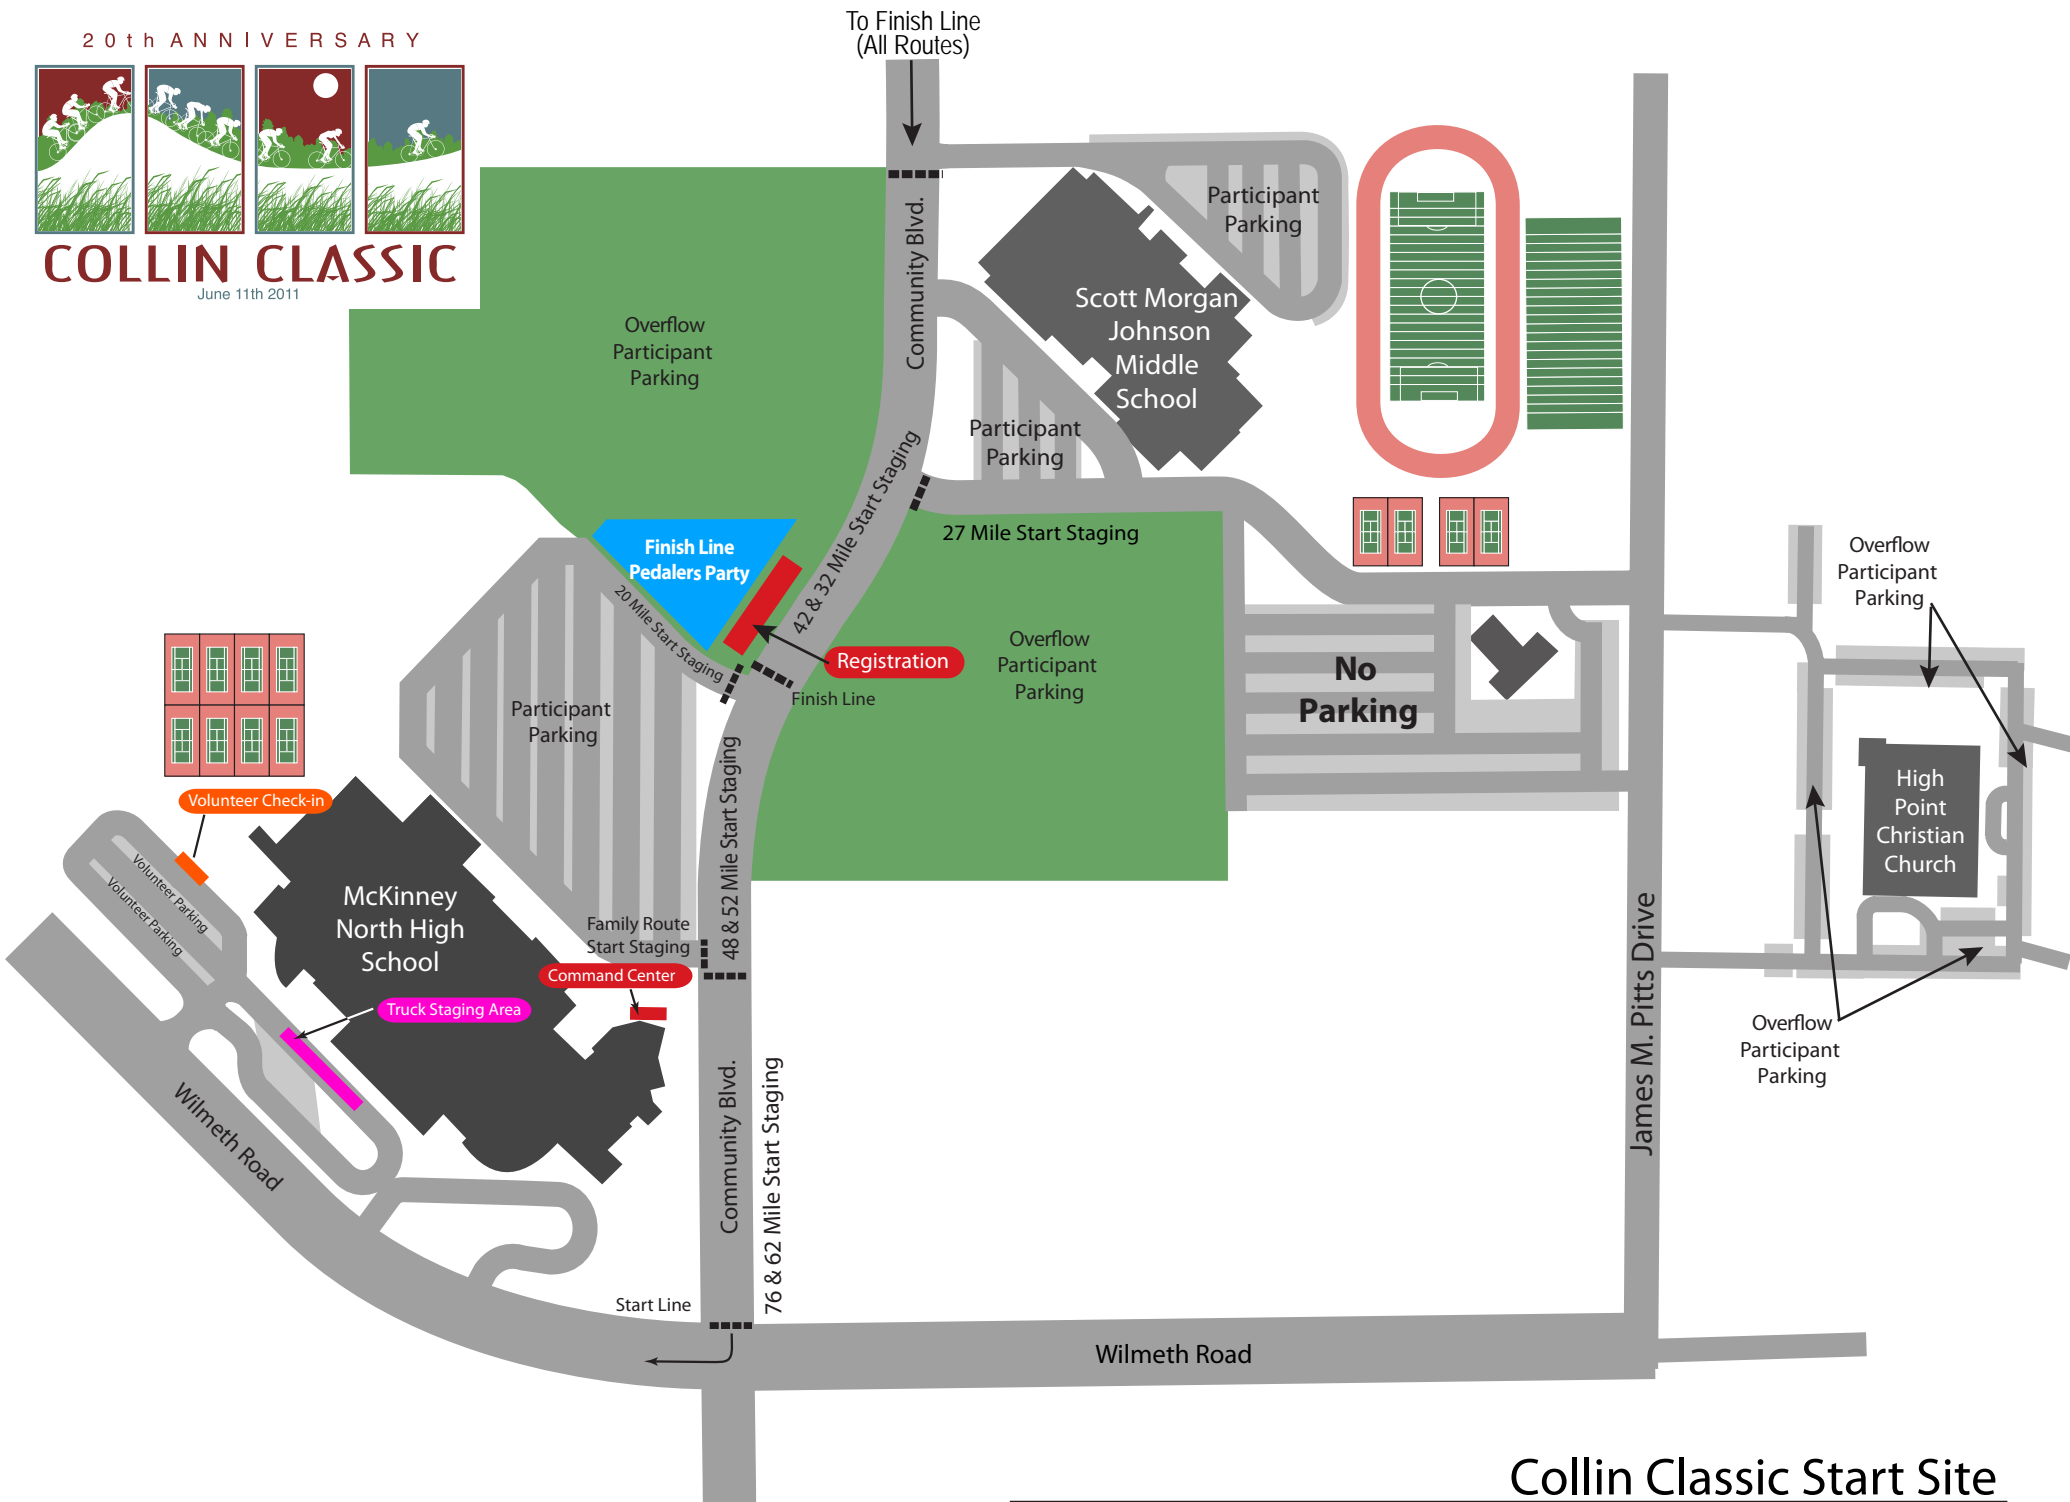 To Finish Line
(All Routes)
20th ANNIVERSARY
COLLIN CLASSIC
June 11th 2011
Community Blvd.
Participant
Parking
Scott Morgan
Johnson
Middle
School
Overflow
Participant
Parking
Participant
Parking
42 & 32 Mile Start Staging
27 Mile Start Staging
Finish Line
Pedalers Party
20 Mile Start Staging
Registration
Finish Line
Overflow
Participant
Parking
No
Parking
Overflow
Participant
Parking
High
Point
Christian
Church
Overflow
Participant
Parking
James M. Pitts Drive
Participant
Parking
48 & 52 Mile Start Staging
Volunteer Check-in
Volunteer Parking
Volunteer Parking
McKinney
North High
School
Family Route
Start Staging
Command Center
Truck Staging Area
Community Blvd.
76 & 62 Mile Start Staging
Wilmeth Road
Start Line
Wilmeth Road
Collin Classic Start Site